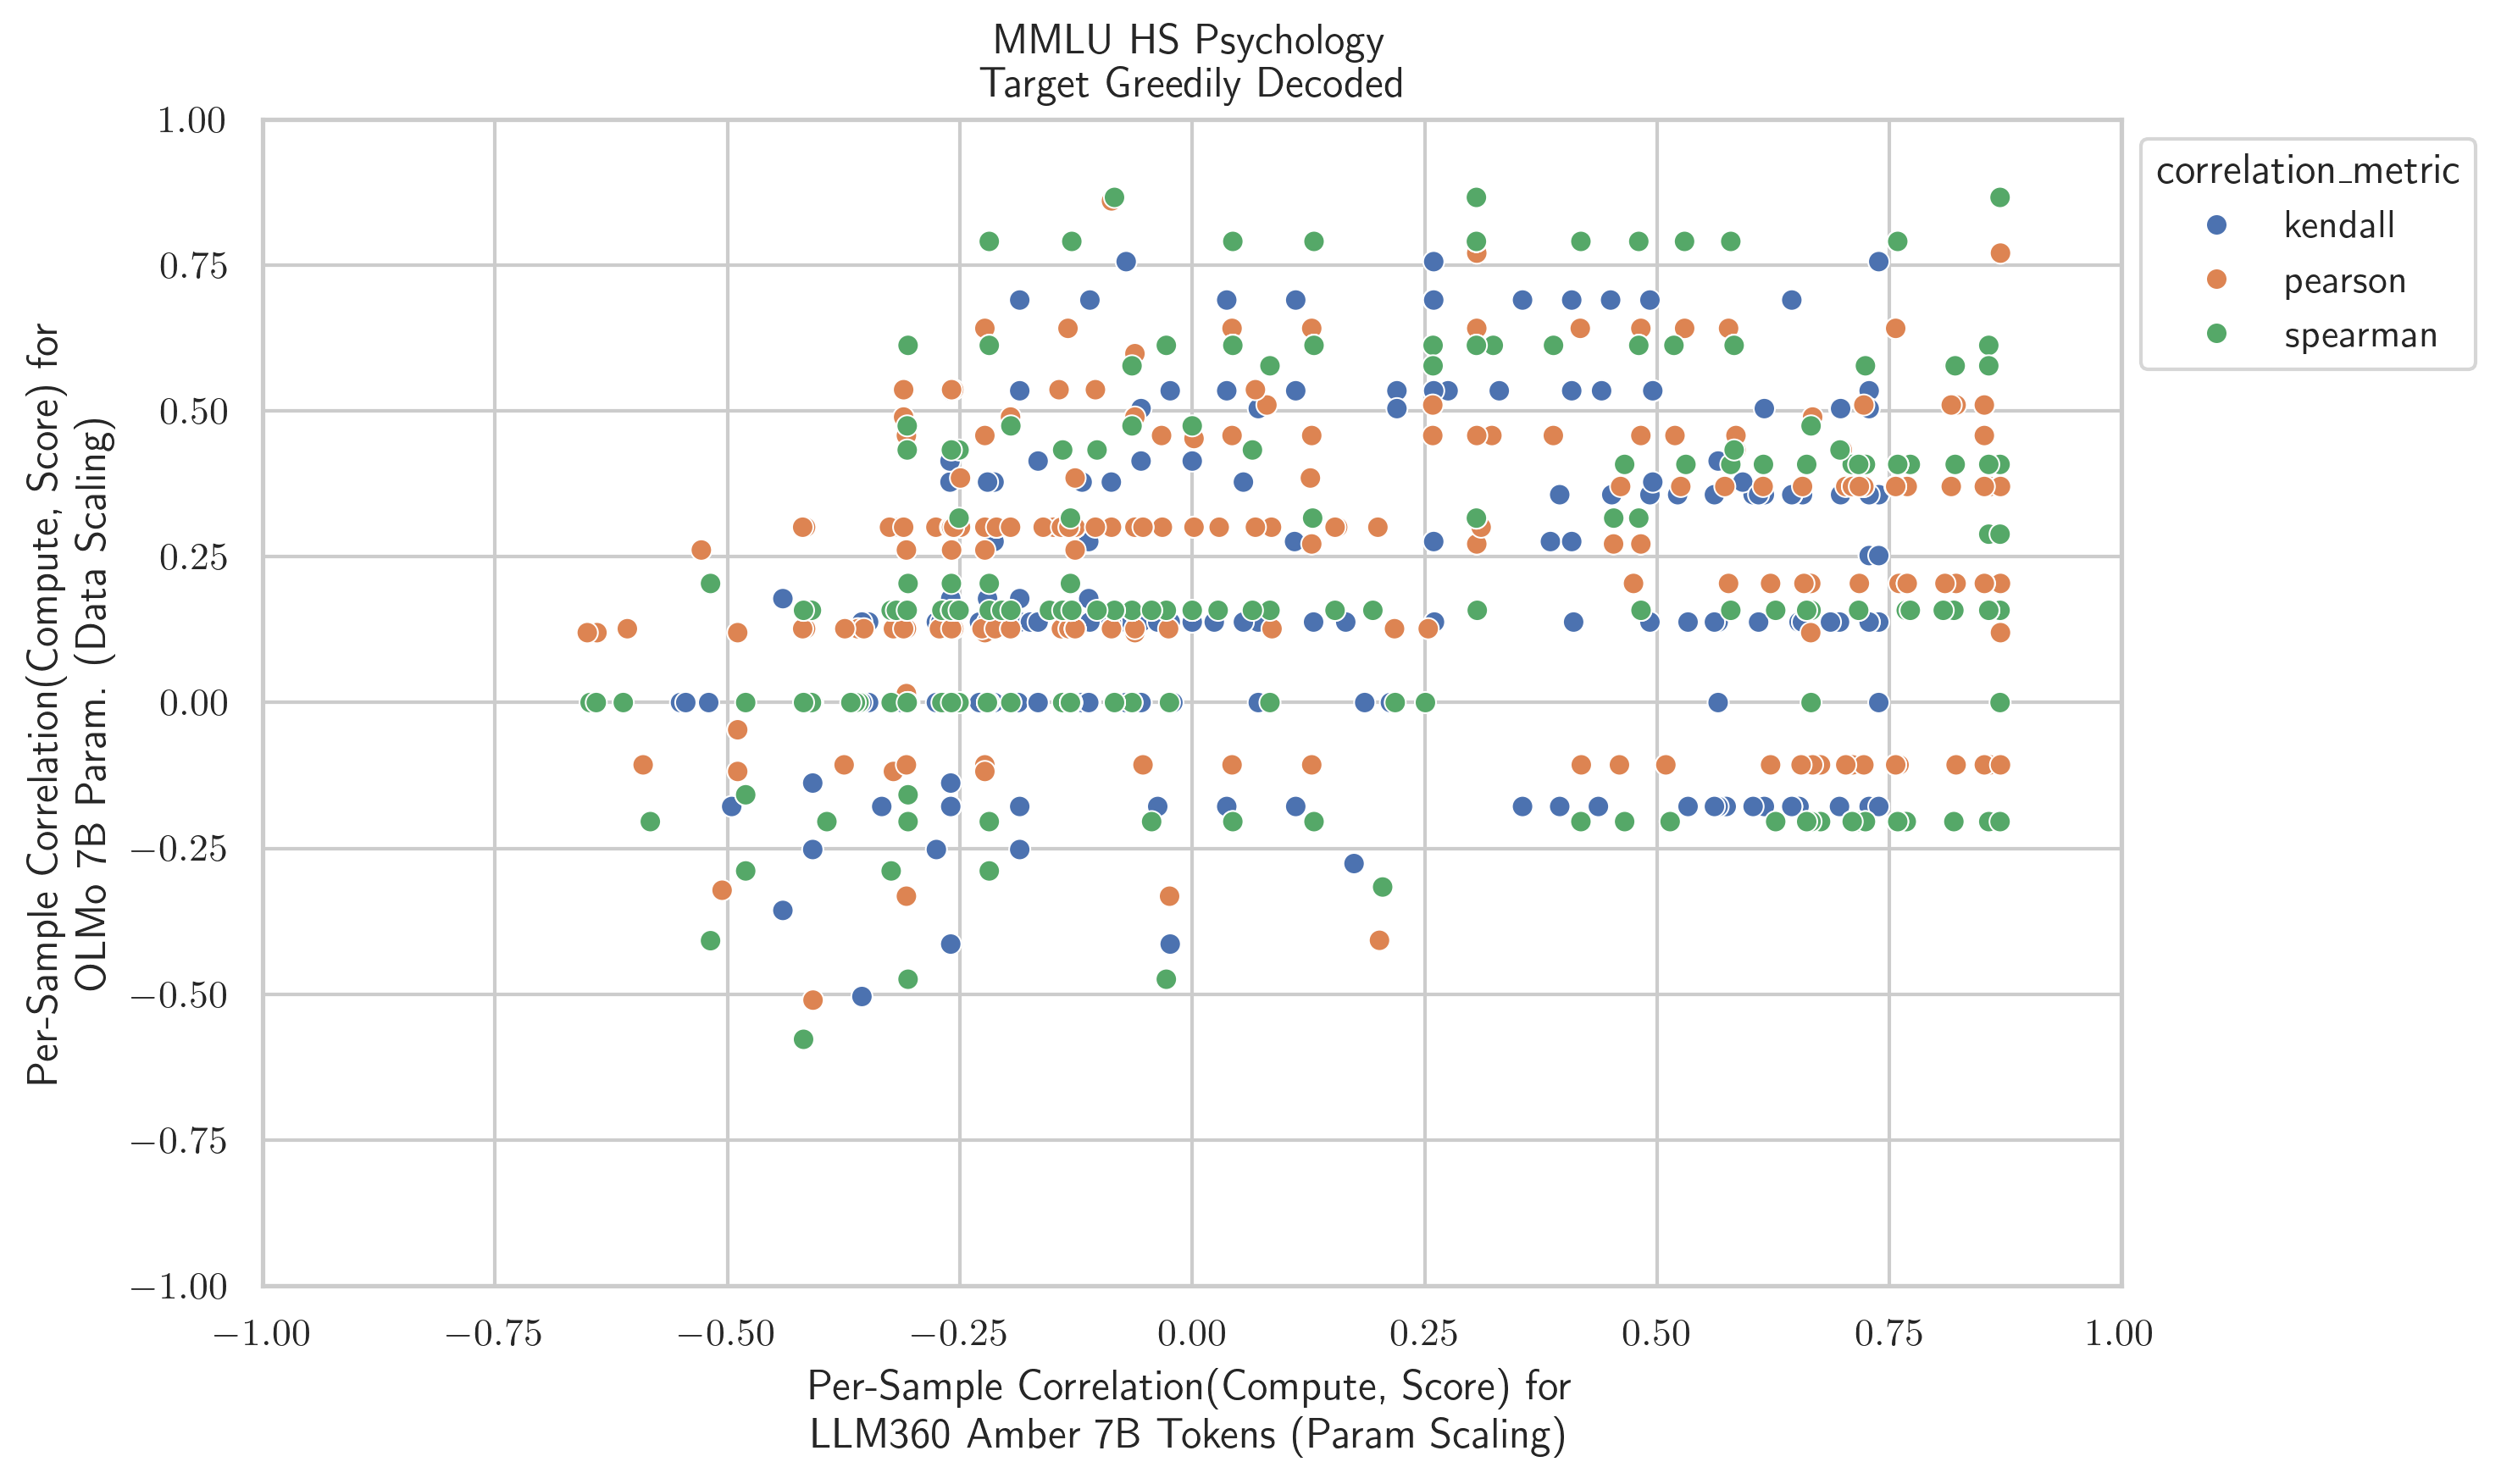 MMLU HS Psychology
Target Greedily Decoded
Per-Sample Correlation(Compute, Score) for
OLMo 7B Param. (Data Scaling)
1.00
0.75
0.50
0.25
0.00
−0.25
−0.50
−0.75
−1.00
−1.00 −0.75 −0.50 −0.25 0.00 0.25 0.50 0.75 1.00
Per-Sample Correlation(Compute, Score) for
LLM360 Amber 7B Tokens (Param Scaling)
correlation_metric
kendall
pearson
spearman